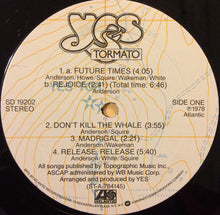 YES
TORMATO
1. a. FUTURE TIMES (4:05)
Anderson/Howe/Squire/Wakeman/White
b. REJOICE (2:41) (Total time: 6:46)
Anderson
SD 19202
STEREO
SIDE ONE
℗1978
Atlantic
2. DON'T KILL THE WHALE (3:55)
Anderson/Squire
3. MADRIGAL (2:21)
Anderson/Wakeman
4. RELEASE, RELEASE (5:40)
Anderson/White/Squire
All songs published by Topographic Music Inc.
ASCAP administered by WB Music Corp.
Arranged and produced by YES
(ST-A-784145)